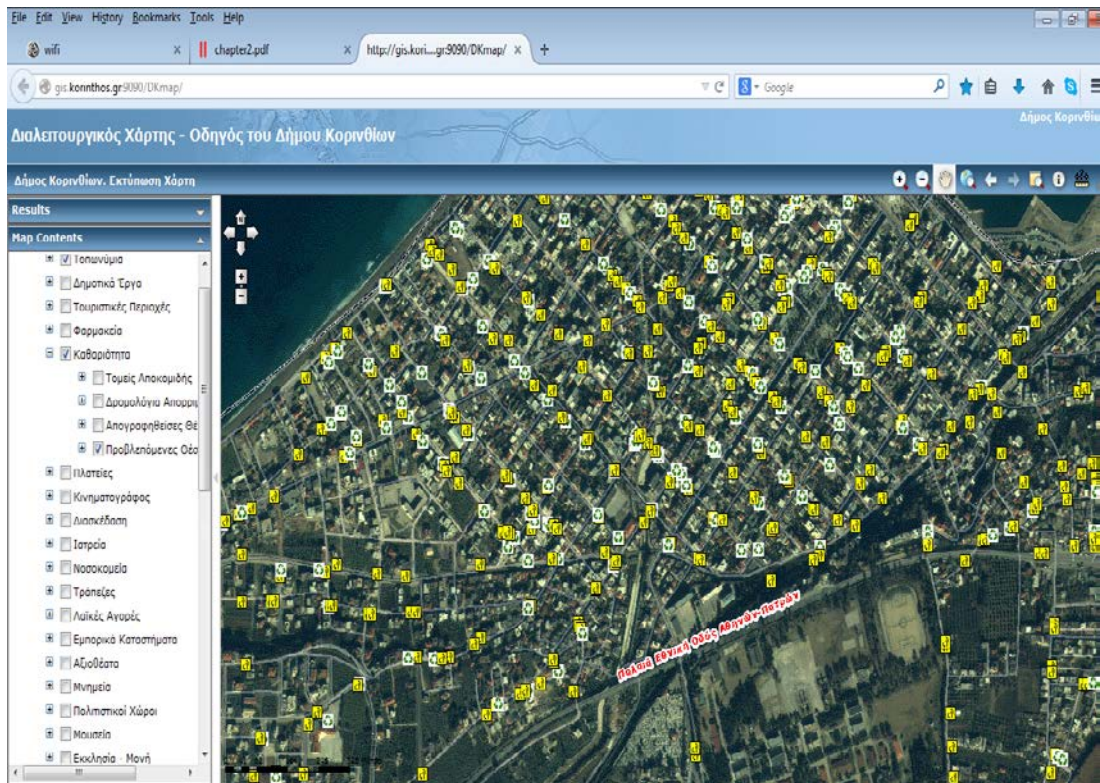 File Edit View History Bookmarks Tools Help
wifi × chapter2.pdf × http://gis.kori....gr:9090/DKmap/ × +
gis.korinthos.gr:9090/DKmap/ Google
Δήμος Κορινθίω
Διαλειτουργικός Χάρτης - Οδηγός του Δήμου Κορινθίων
Δήμος Κορινθίων. Εκτύπωση Χάρτη
Results
Map Contents
Τοπωνύμια
Δημοτικά Έργα
Τουριστικές Περιοχές
Φαρμακεία
Καθαριότητα
Τομείς Αποκομιδής
Δρομολόγια Απορρι
Απογραφηθείσες Θέ
Προβλεπόμενες Θέσ
Πλατείες
Κινηματογράφος
Διασκέδαση
Ιατρεία
Νοσοκομεία
Τράπεζες
Λαϊκές Αγορές
Εμπορικά Καταστήματα
Αξιοθέατα
Μνημεία
Πολιτιστικοί Χώροι
Μουσεία
Εκκλησία - Μονή
Παλαιά Εθνική Οδός Αθηνών-Πατρών